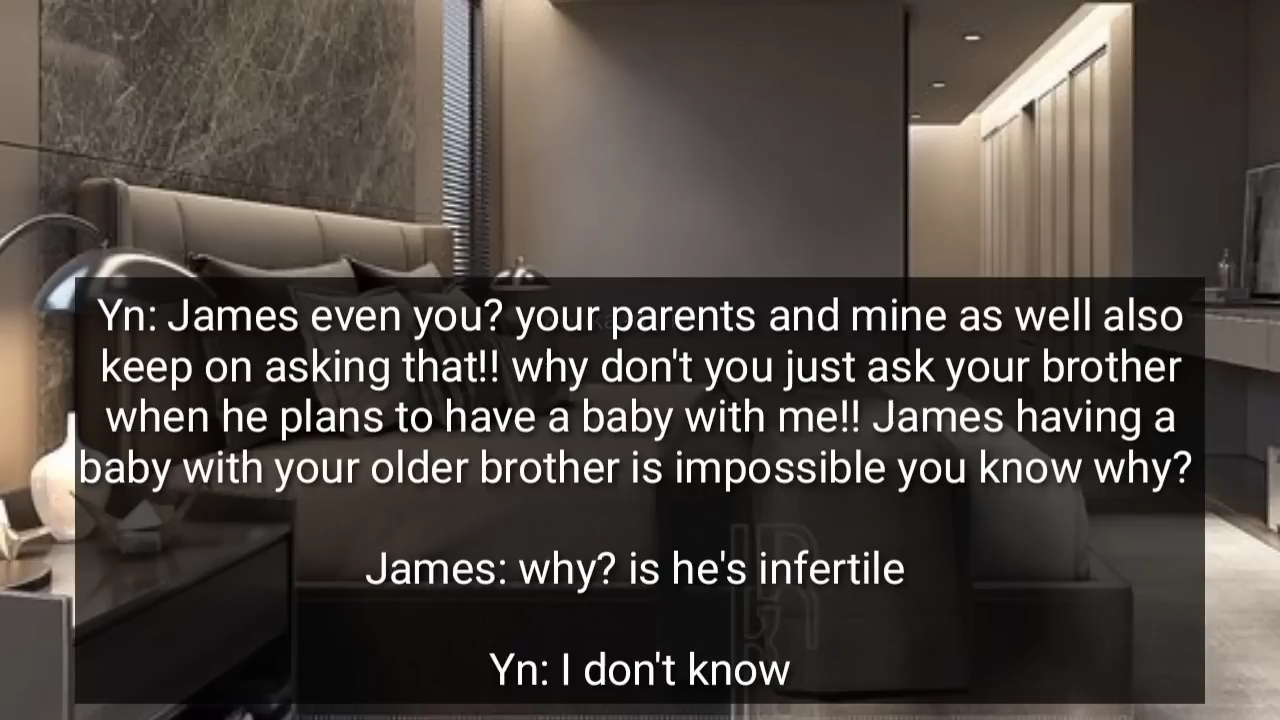 Yn: James even you? your parents and mine as well also
keep on asking that!! why don't you just ask your brother
when he plans to have a baby with me!! James having a
baby with your older brother is impossible you know why?
James: why? is he's infertile
Yn: I don't know